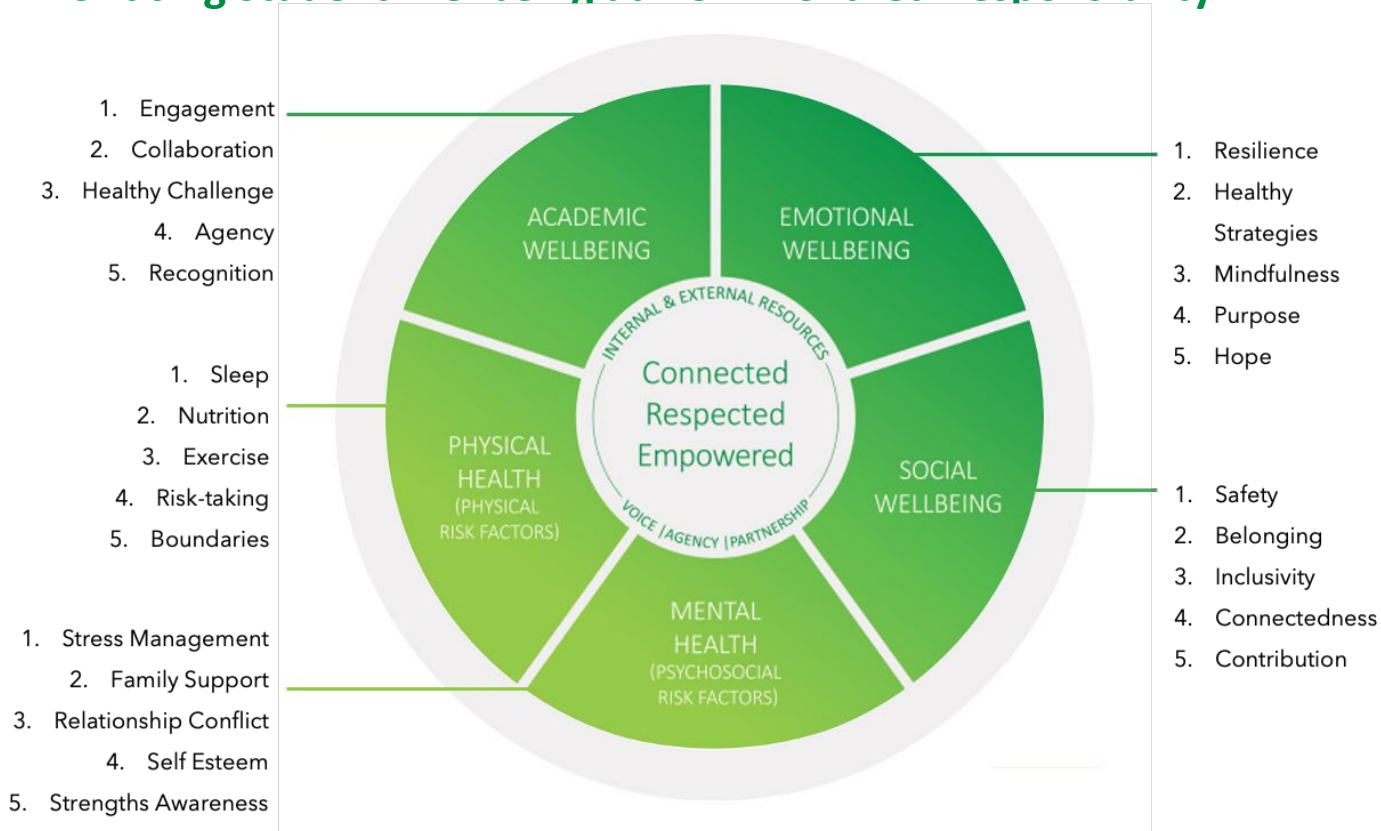 1. Engagement
2. Collaboration
3. Healthy Challenge
4. Agency
5. Recognition
1. Sleep
2. Nutrition
3. Exercise
4. Risk-taking
5. Boundaries
1. Stress Management
2. Family Support
3. Relationship Conflict
4. Self Esteem
5. Strengths Awareness
ACADEMIC
WELLBEING
EMOTIONAL
WELLBEING
INTERNAL & EXTERNAL RESOURCES
Connected
Respected
Empowered
VOICE |AGENCY |PARTNERSHIP
PHYSICAL
HEALTH
(PHYSICAL
RISK FACTORS)
SOCIAL
WELLBEING
MENTAL
HEALTH
(PSYCHOSOCIAL
RISK FACTORS)
1. Resilience
2. Healthy
Strategies
3. Mindfulness
4. Purpose
5. Hope
1. Safety
2. Belonging
3. Inclusivity
4. Connectedness
5. Contribution